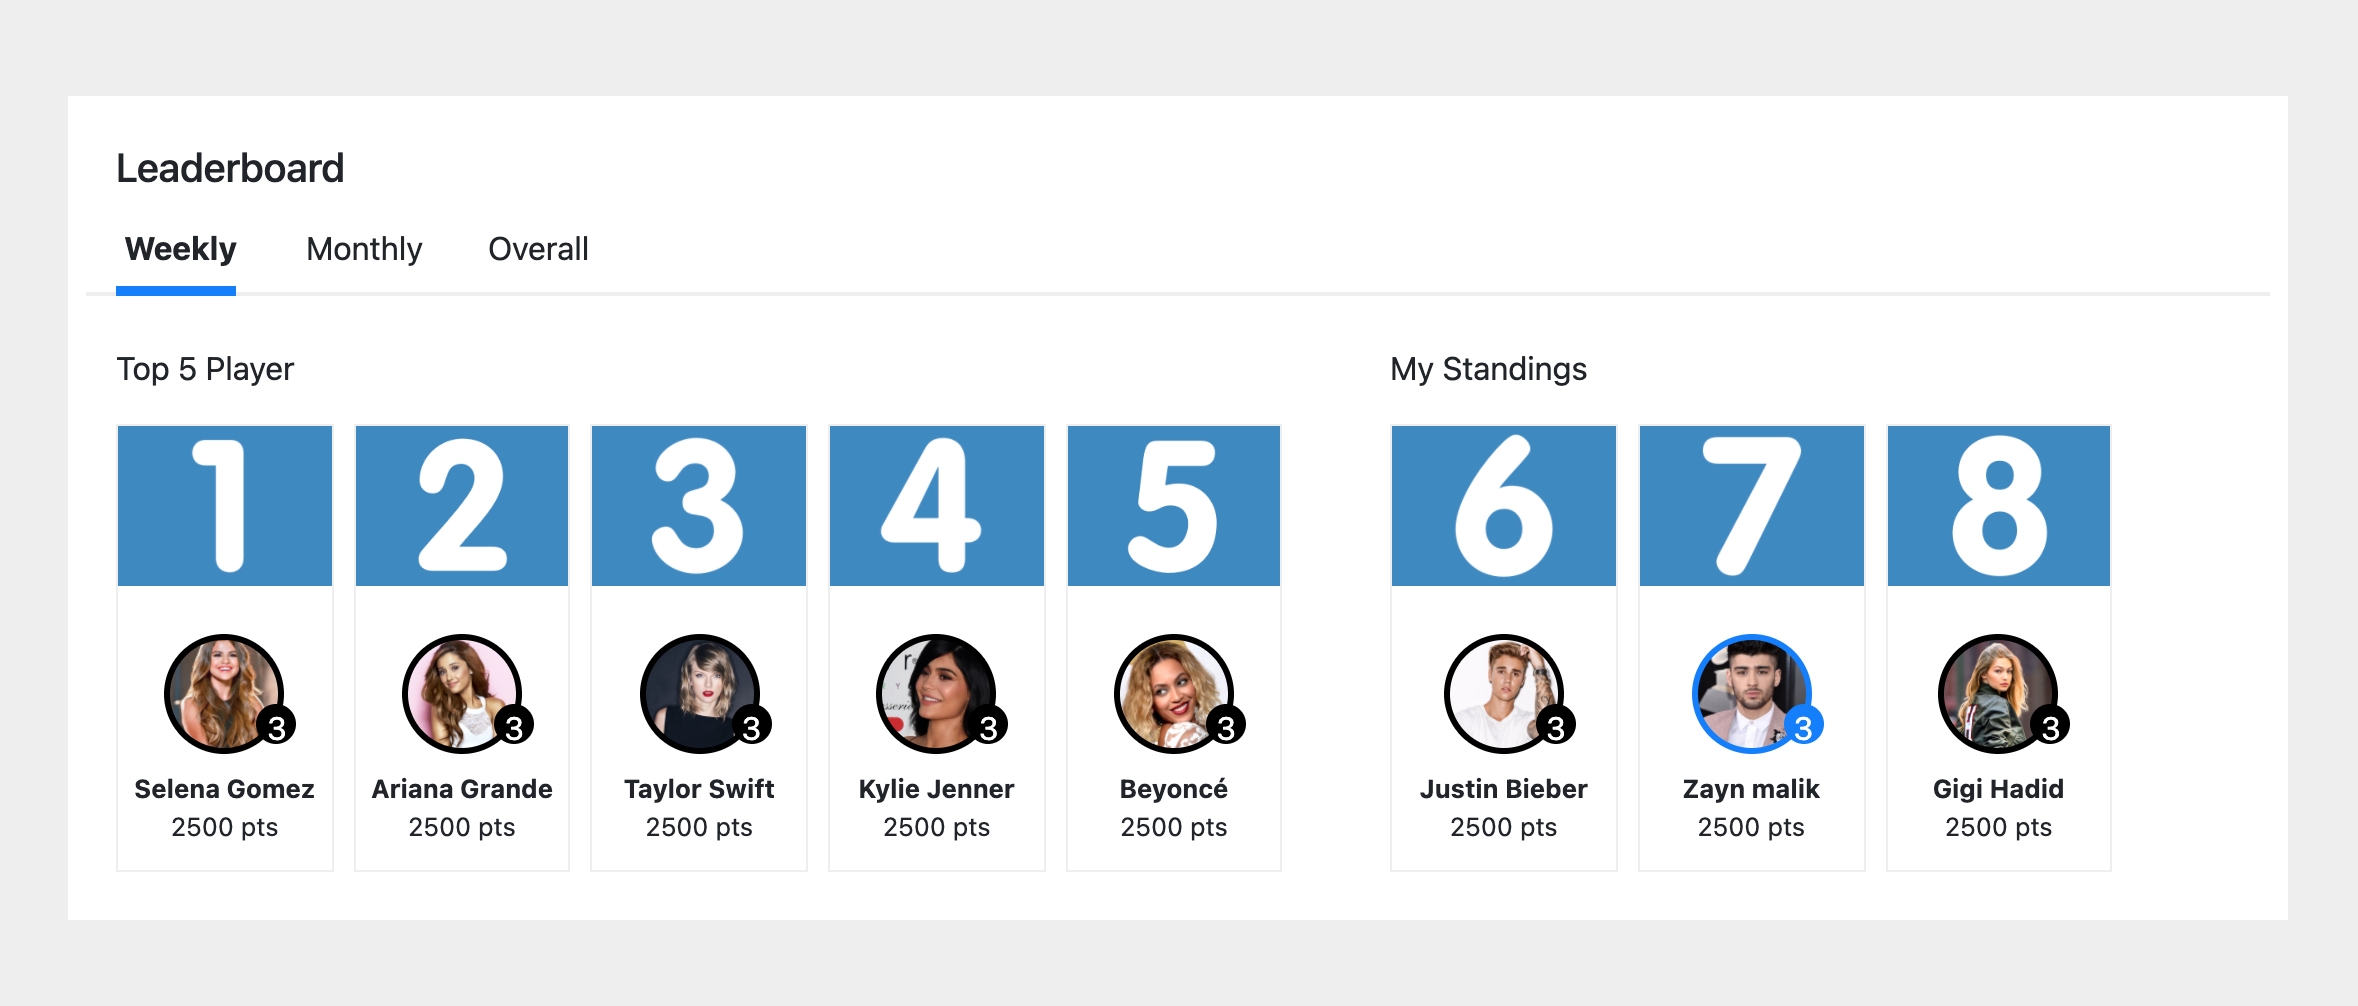 Leaderboard
Weekly Monthly Overall
Top 5 Player
1 2 3 4 5
3 3 3 3 3
Selena Gomez Ariana Grande Taylor Swift Kylie Jenner Beyoncé
2500 pts 2500 pts 2500 pts 2500 pts 2500 pts
My Standings
6 7 8
3 3 3
Justin Bieber Zayn malik Gigi Hadid
2500 pts 2500 pts 2500 pts